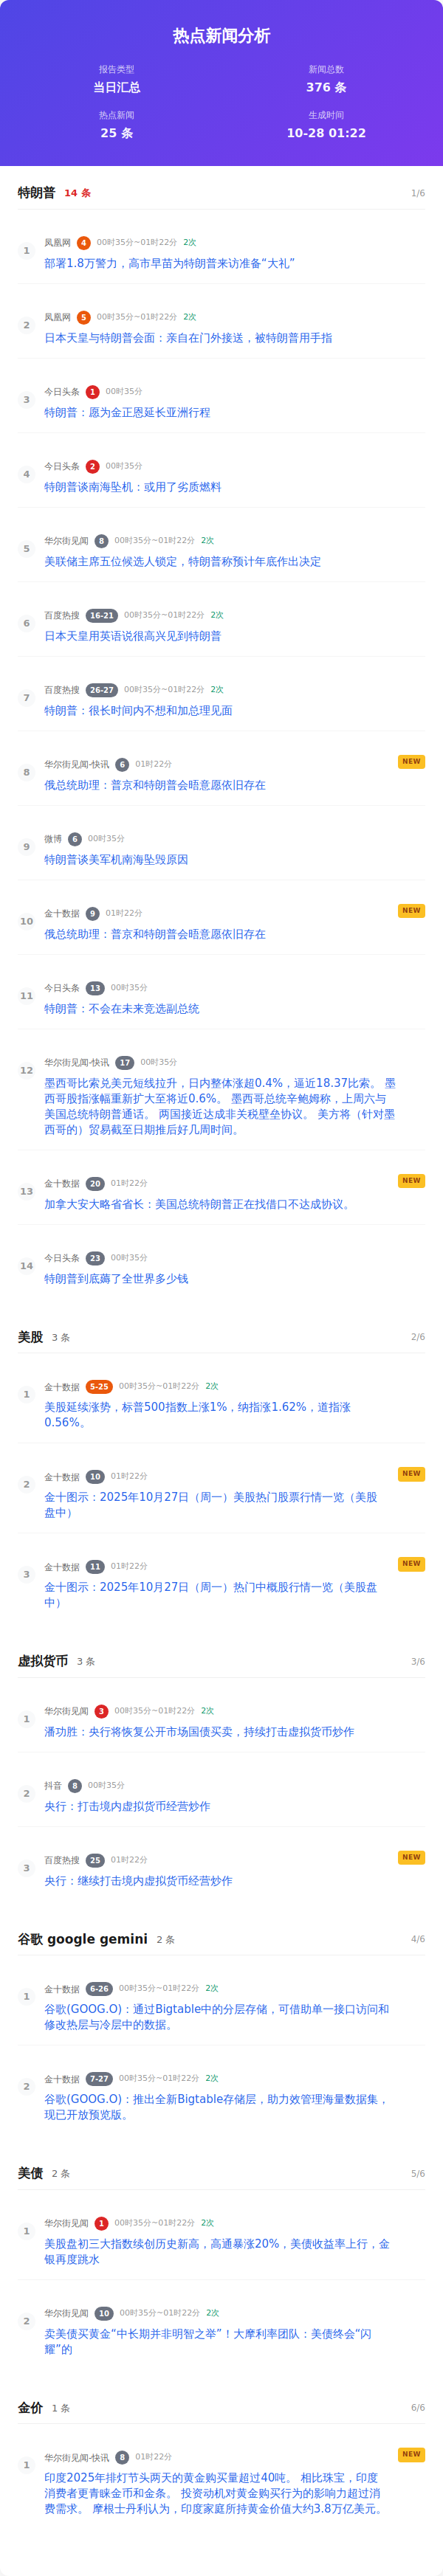 热点新闻分析
报告类型
新闻总数
当日汇总
376 条
热点新闻
生成时间
25 条
10-28 01:22
特朗普 14 条 1/6
1
凤凰网 4 00时35分~01时22分 2次
部署1.8万警力，高市早苗为特朗普来访准备“大礼”
2
凤凰网 5 00时35分~01时22分 2次
日本天皇与特朗普会面：亲自在门外接送，被特朗普用手指
3
今日头条 1 00时35分
特朗普：愿为金正恩延长亚洲行程
4
今日头条 2 00时35分
特朗普谈南海坠机：或用了劣质燃料
5
华尔街见闻 8 00时35分~01时22分 2次
美联储主席五位候选人锁定，特朗普称预计年底作出决定
6
百度热搜 16-21 00时35分~01时22分 2次
日本天皇用英语说很高兴见到特朗普
7
百度热搜 26-27 00时35分~01时22分 2次
特朗普：很长时间内不想和加总理见面
8
华尔街见闻-快讯 6 01时22分 NEW
俄总统助理：普京和特朗普会晤意愿依旧存在
9
微博 6 00时35分
特朗普谈美军机南海坠毁原因
10
金十数据 9 01时22分 NEW
俄总统助理：普京和特朗普会晤意愿依旧存在
11
今日头条 13 00时35分
特朗普：不会在未来竞选副总统
12
华尔街见闻-快讯 17 00时35分
墨西哥比索兑美元短线拉升，日内整体涨超0.4%，逼近18.37比索。 墨
西哥股指涨幅重新扩大至将近0.6%。 墨西哥总统辛鲍姆称，上周六与
美国总统特朗普通话。 两国接近达成非关税壁垒协议。 美方将（针对墨
西哥的）贸易截至日期推后好几周时间。
13
金十数据 20 01时22分 NEW
加拿大安大略省省长：美国总统特朗普正在找借口不达成协议。
14
今日头条 23 00时35分
特朗普到底薅了全世界多少钱
美股 3 条 2/6
1
金十数据 5-25 00时35分~01时22分 2次
美股延续涨势，标普500指数上涨1%，纳指涨1.62%，道指涨
0.56%。
2
金十数据 10 01时22分 NEW
金十图示：2025年10月27日（周一）美股热门股票行情一览（美股
盘中）
3
金十数据 11 01时22分 NEW
金十图示：2025年10月27日（周一）热门中概股行情一览（美股盘
中）
虚拟货币 3 条 3/6
1
华尔街见闻 3 00时35分~01时22分 2次
潘功胜：央行将恢复公开市场国债买卖，持续打击虚拟货币炒作
2
抖音 8 00时35分
央行：打击境内虚拟货币经营炒作
3
百度热搜 25 01时22分 NEW
央行：继续打击境内虚拟货币经营炒作
谷歌 google gemini 2 条 4/6
1
金十数据 6-26 00时35分~01时22分 2次
谷歌(GOOG.O)：通过Bigtable中的分层存储，可借助单一接口访问和
修改热层与冷层中的数据。
2
金十数据 7-27 00时35分~01时22分 2次
谷歌(GOOG.O)：推出全新Bigtable存储层，助力效管理海量数据集，
现已开放预览版。
美债 2 条 5/6
1
华尔街见闻 1 00时35分~01时22分 2次
美股盘初三大指数续创历史新高，高通暴涨20%，美债收益率上行，金
银再度跳水
2
华尔街见闻 10 00时35分~01时22分 2次
卖美债买黄金“中长期并非明智之举”！大摩利率团队：美债终会“闪
耀”的
金价 1 条 6/6
1
华尔街见闻-快讯 8 01时22分 NEW
印度2025年排灯节头两天的黄金购买量超过40吨。 相比珠宝，印度
消费者更青睐金币和金条。 投资动机对黄金购买行为的影响力超过消
费需求。 摩根士丹利认为，印度家庭所持黄金价值大约3.8万亿美元。